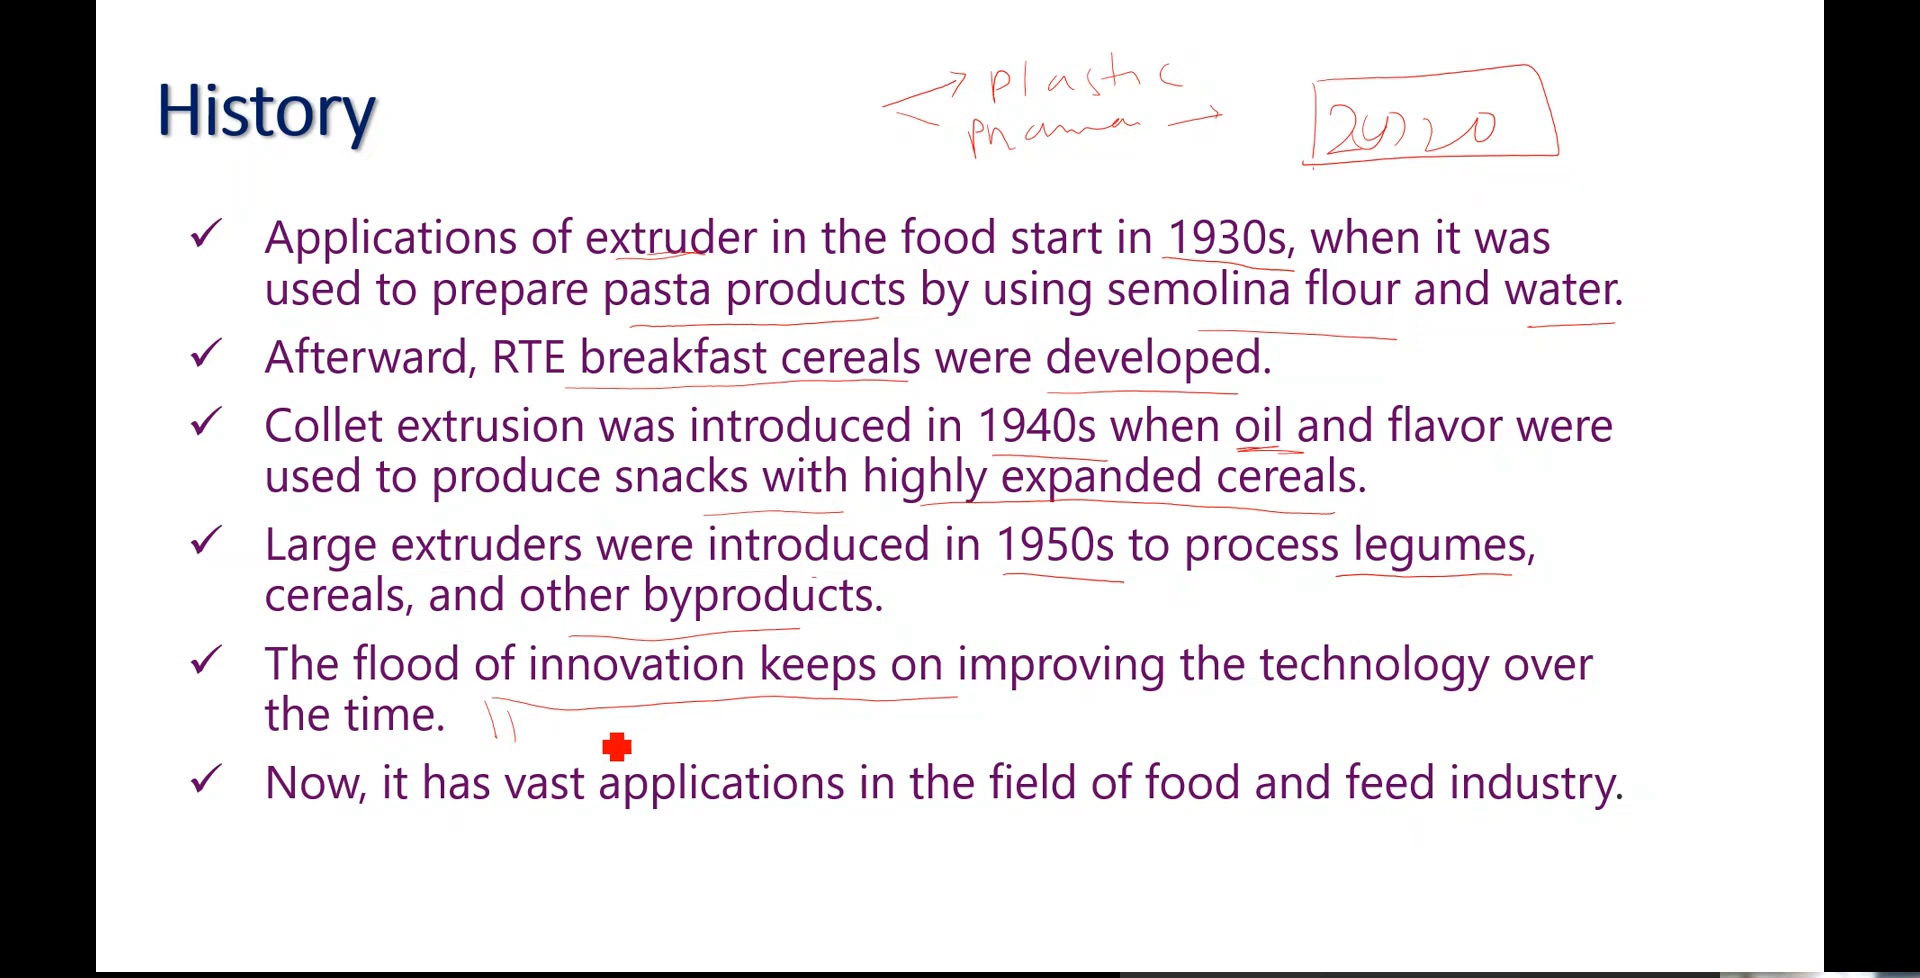 History
plastic
pharma
✓ Applications of extruder in the food start in 1930s, when it was
used to prepare pasta products by using semolina flour and water.
✓ Afterward, RTE breakfast cereals were developed.
✓ Collet extrusion was introduced in 1940s when oil and flavor were
used to produce snacks with highly expanded cereals.
✓ Large extruders were introduced in 1950s to process legumes,
cereals, and other byproducts.
✓ The flood of innovation keeps on improving the technology over
the time.
✓ Now, it has vast applications in the field of food and feed industry.